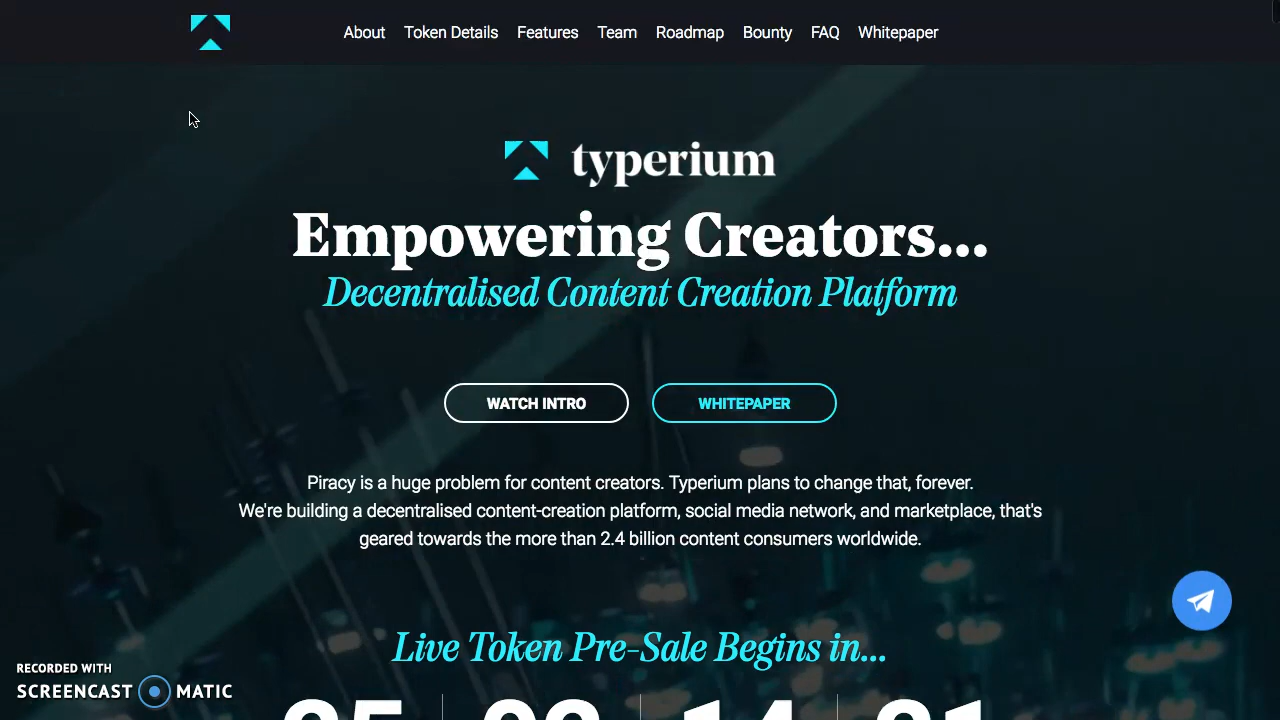 About Token Details Features Team Roadmap Bounty FAQ Whitepaper
typerium
Empowering Creators...
Decentralised Content Creation Platform
WATCH INTRO WHITEPAPER
Piracy is a huge problem for content creators. Typerium plans to change that, forever.
We're building a decentralised content-creation platform, social media network, and marketplace, that's
geared towards the more than 2.4 billion content consumers worldwide.
Live Token Pre-Sale Begins in...
RECORDED WITH
SCREENCAST MATIC